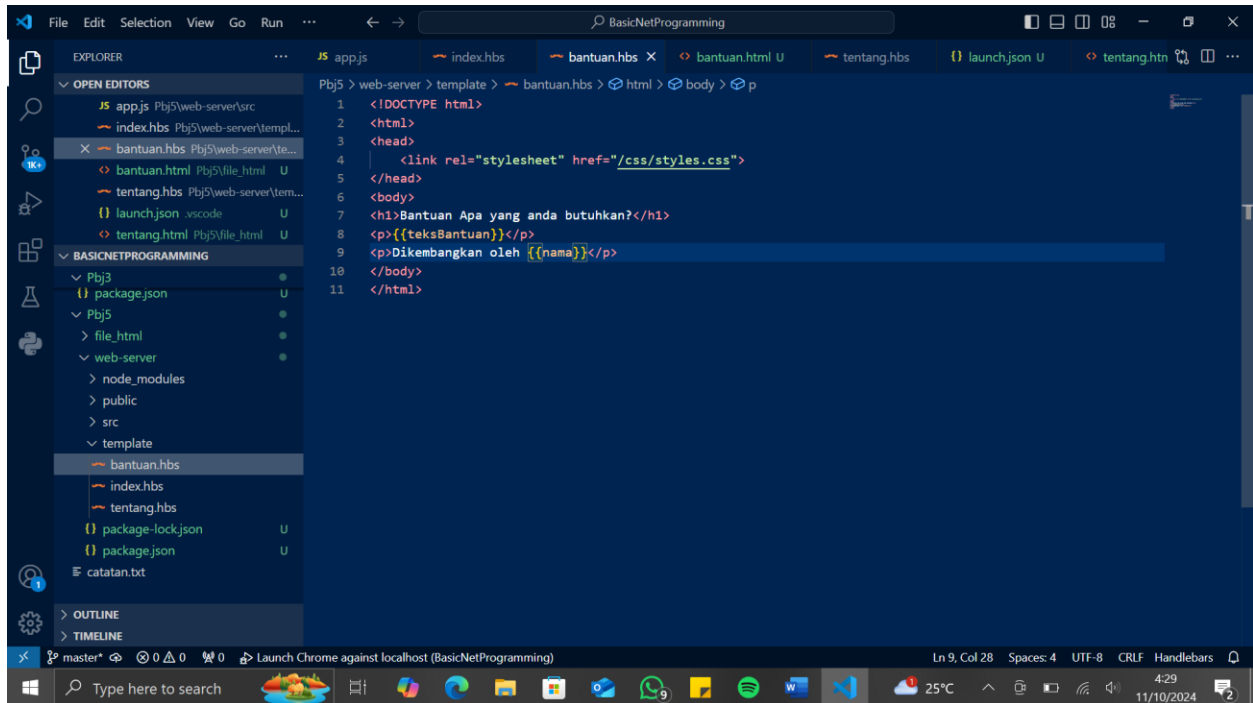 File Edit Selection View Go Run ··· BasicNetProgramming
EXPLORER ···
OPEN EDITORS
JS app.js Pbj5\web-server\src
index.hbs Pbj5\web-server\templ...
bantuan.hbs Pbj5\web-server\te...
bantuan.html Pbj5\file_html U
tentang.hbs Pbj5\web-server\tem...
{} launch.json .vscode U
tentang.html Pbj5\file_html U
BASICNETPROGRAMMING
Pbj3
{} package.json U
Pbj5
file_html
web-server
node_modules
public
src
template
bantuan.hbs
index.hbs
tentang.hbs
{} package-lock.json U
{} package.json U
catatan.txt
OUTLINE
TIMELINE
1K+
1
JS app.js index.hbs bantuan.hbs bantuan.html U tentang.hbs {} launch.json U tentang.htn ···
Pbj5 > web-server > template > bantuan.hbs > html > body > p
1 <!DOCTYPE html>
2 <html>
3 <head>
4 <link rel="stylesheet" href="/css/styles.css">
5 </head>
6 <body>
7 <h1>Bantuan Apa yang anda butuhkan?</h1>
8 <p>{{teksBantuan}}</p>
9 <p>Dikembangkan oleh {{nama}}</p>
10 </body>
11 </html>
master* 0 0 0 Launch Chrome against localhost (BasicNetProgramming) Ln 9, Col 28 Spaces: 4 UTF-8 CRLF Handlebars
Type here to search 9 W 25°C 4:29
11/10/2024 2